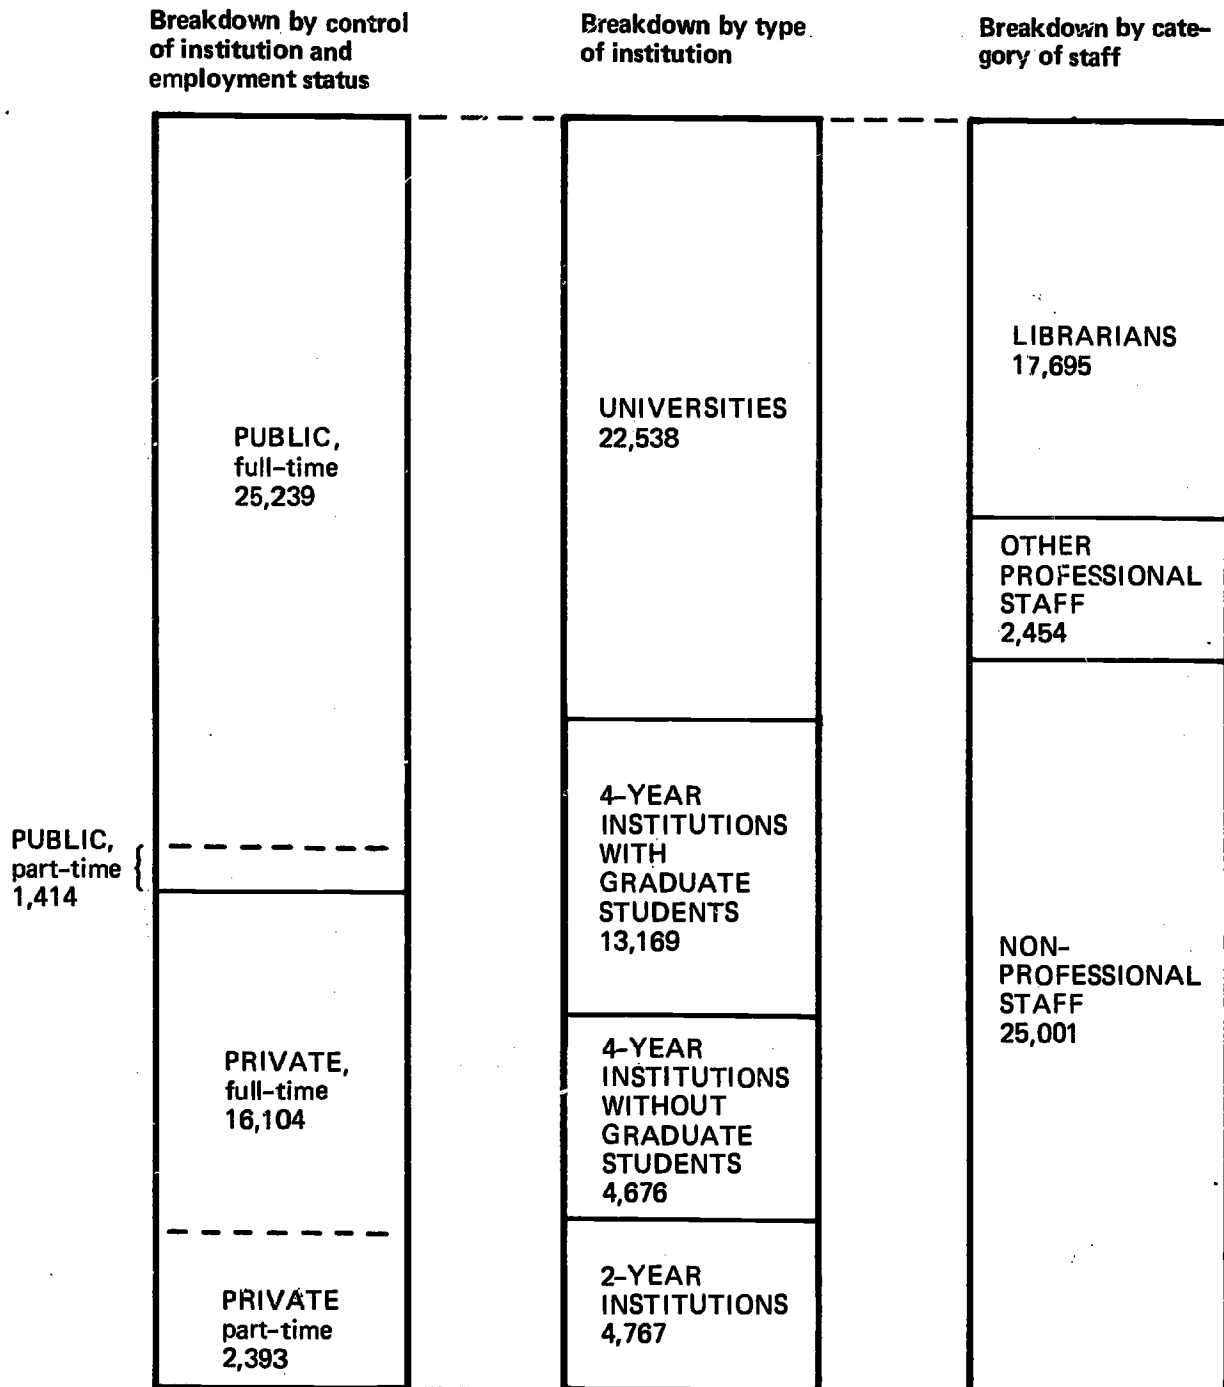 Breakdown by control
of institution and
employment status
Breakdown by type
of institution
Breakdown by cate-
gory of staff
PUBLIC,
full-time
25,239
PUBLIC,
part-time
1,414
PRIVATE,
full-time
16,104
PRIVATE
part-time
2,393
UNIVERSITIES
22,538
4-YEAR
INSTITUTIONS
WITH
GRADUATE
STUDENTS
13,169
4-YEAR
INSTITUTIONS
WITHOUT
GRADUATE
STUDENTS
4,676
2-YEAR
INSTITUTIONS
4,767
LIBRARIANS
17,695
OTHER
PROFESSIONAL
STAFF
2,454
NON-
PROFESSIONAL
STAFF
25,001